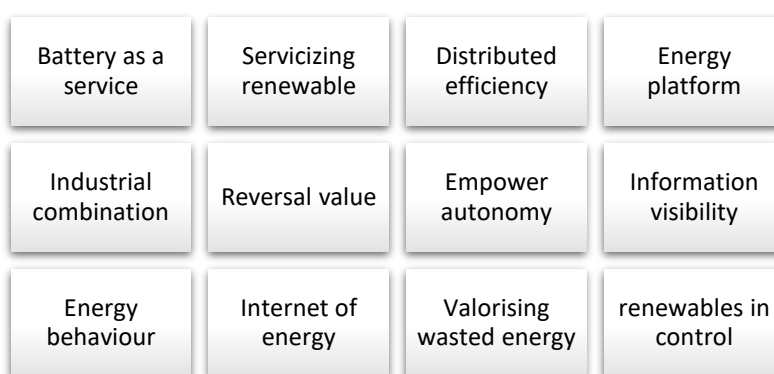 Battery as a
service
Servicizing
renewable
Distributed
efficiency
Energy
platform
Industrial
combination
Reversal value
Empower
autonomy
Information
visibility
Energy
behaviour
Internet of
energy
Valorising
wasted energy
renewables in
control